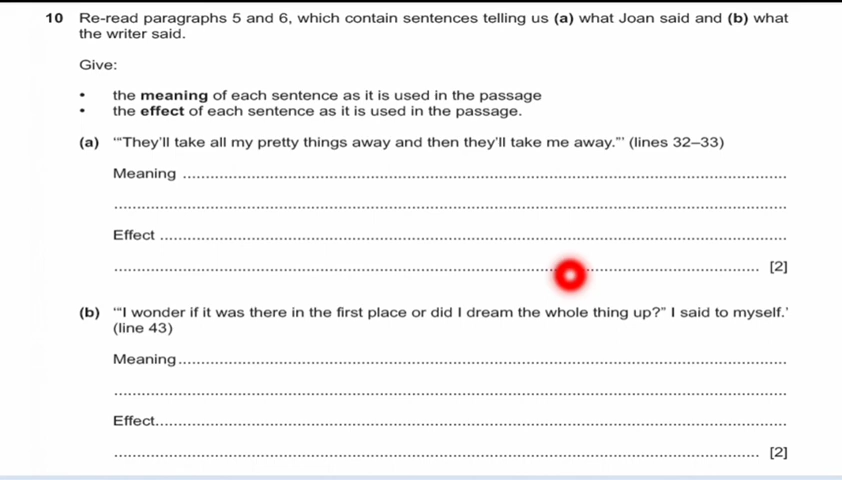 10 Re-read paragraphs 5 and 6, which contain sentences telling us (a) what Joan said and (b) what
the writer said.
Give:
• the meaning of each sentence as it is used in the passage
• the effect of each sentence as it is used in the passage.
(a) '“They'll take all my pretty things away and then they'll take me away.”' (lines 32–33)
Meaning
Effect
[2]
(b) '“I wonder if it was there in the first place or did I dream the whole thing up?” I said to myself.'
(line 43)
Meaning
Effect
[2]